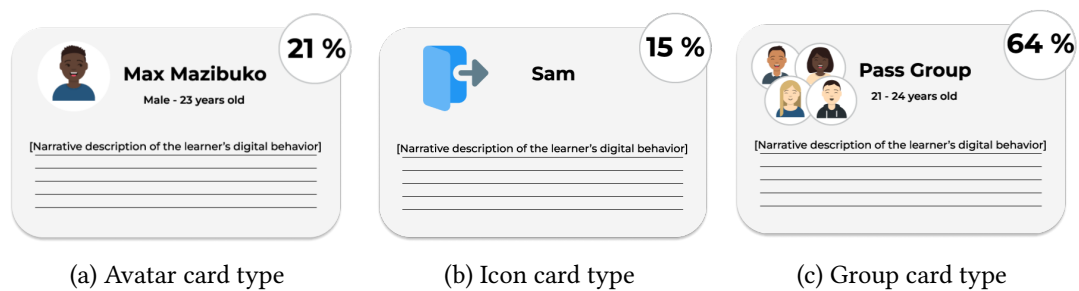 21 %
Max Mazibuko
Male - 23 years old
[Narrative description of the learner's digital behavior]
(a) Avatar card type
15 %
Sam
[Narrative description of the learner's digital behavior]
(b) Icon card type
64 %
Pass Group
21 - 24 years old
[Narrative description of the learner's digital behavior]
(c) Group card type